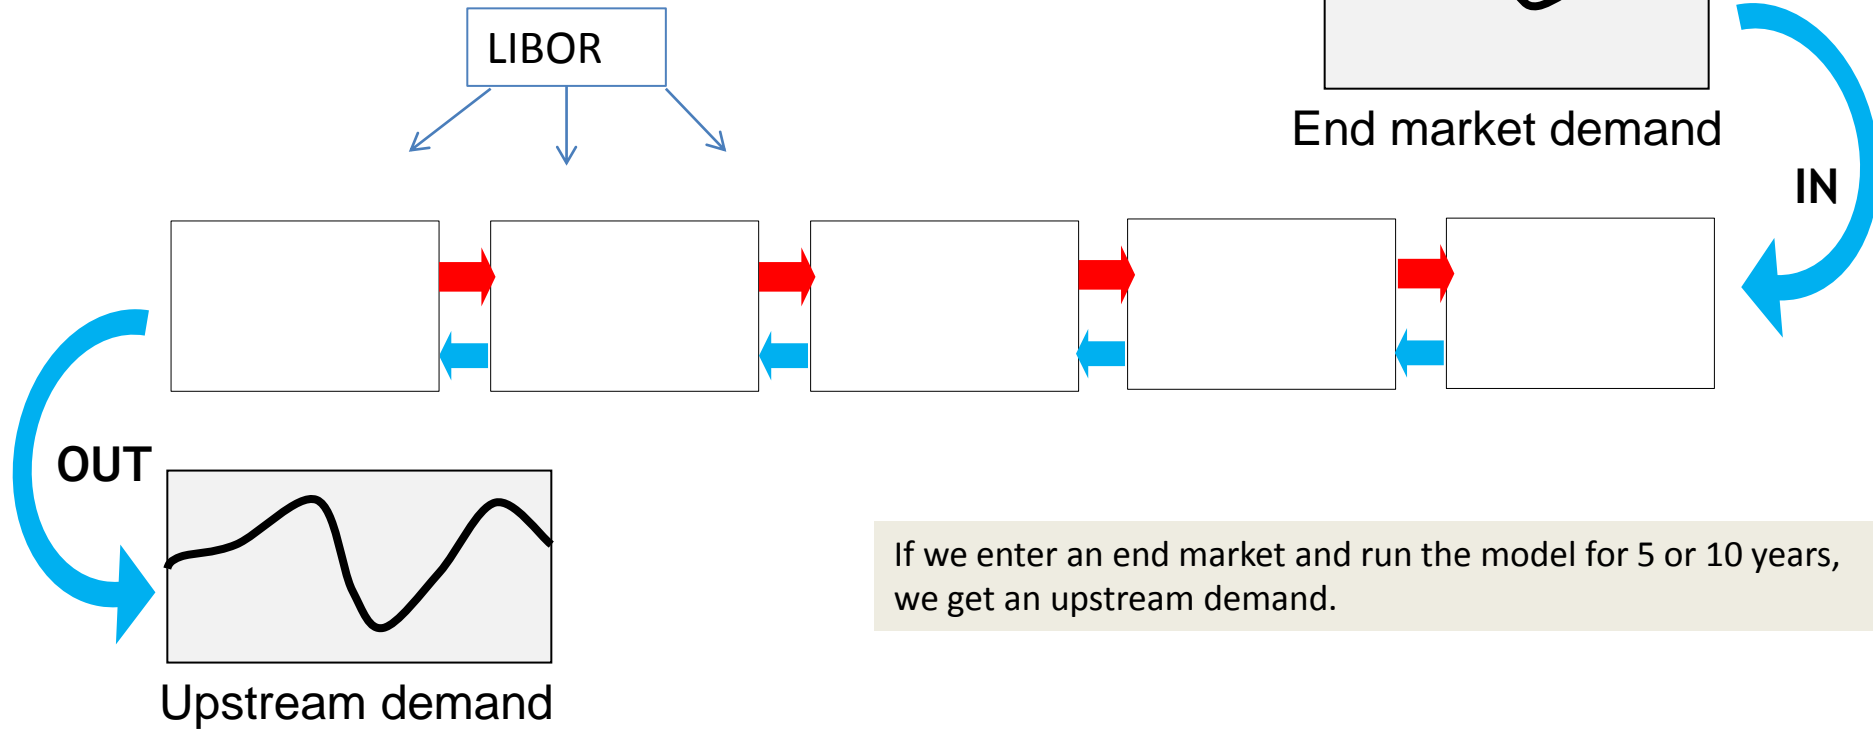 LIBOR
End market demand
IN
OUT
If we enter an end market and run the model for 5 or 10 years,
we get an upstream demand.
Upstream demand